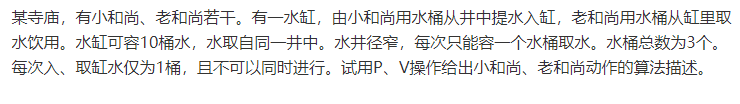 某寺庙，有小和尚、老和尚若干。有一水缸，由小和尚用水桶从井中提水入缸，老和尚用水桶从缸里取
水饮用。水缸可容10桶水，水取自同一井中。水井径窄，每次只能容一个水桶取水。水桶总数为3个。
每次入、取缸水仅为1桶，且不可以同时进行。试用P、V操作给出小和尚、老和尚动作的算法描述。